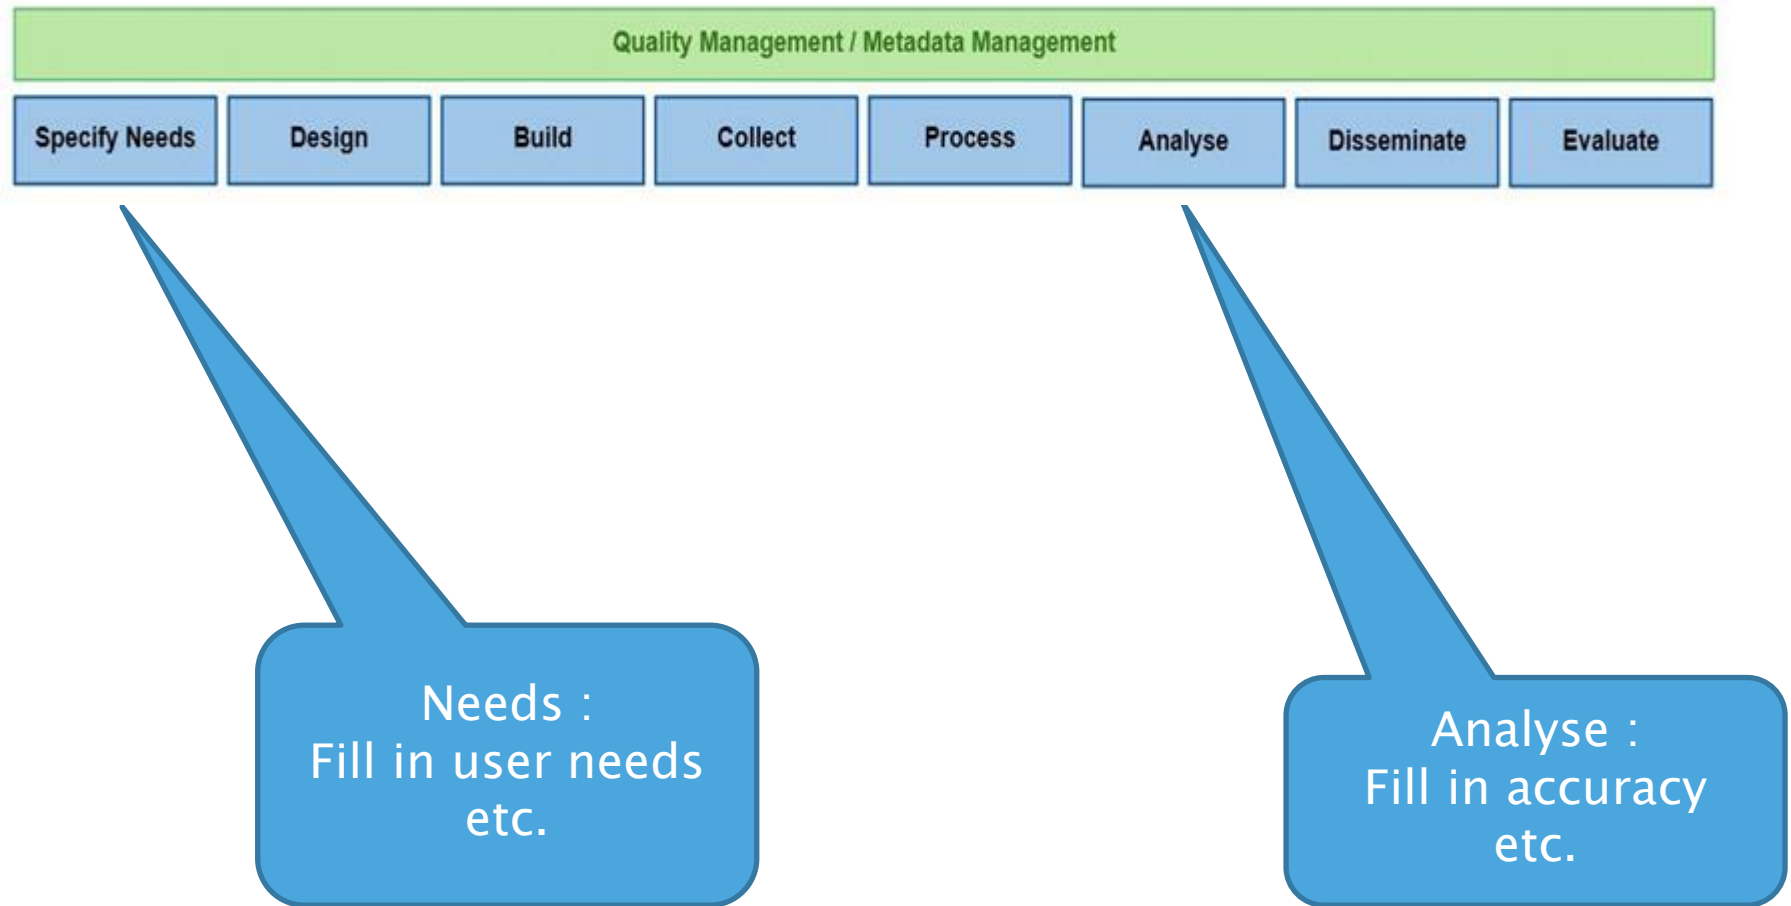 Quality Management / Metadata Management
Specify Needs
Design
Build
Collect
Process
Analyse
Disseminate
Evaluate
Needs :
Fill in user needs
etc.
Analyse :
Fill in accuracy
etc.